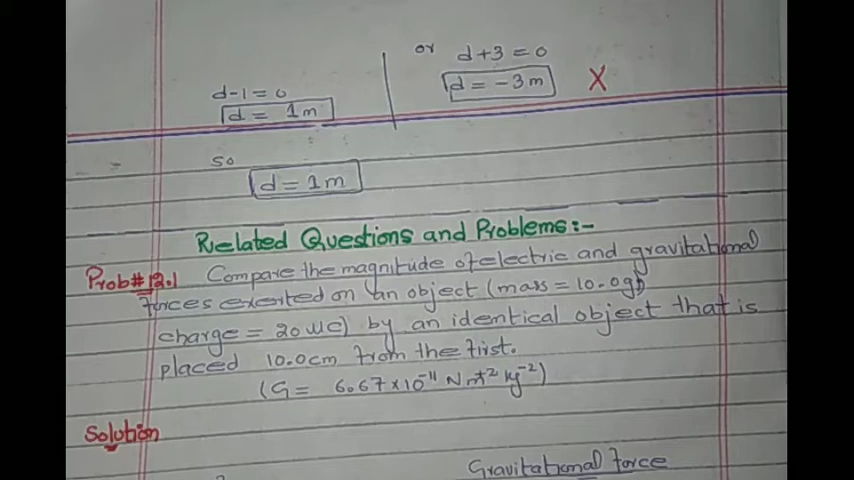 or d+3 = 0
d-1 = 0
d = -3m X
d = 1m
so
d = 1m
Related Questions and Problems:-
Prob#12.1 Compare the magnitude of electric and gravitational
forces exerted on an object (mass = 10.0g,
charge = 20 μC) by an identical object that is
placed 10.0cm from the first.
(G = 6.67×10⁻¹¹ Nm² kg⁻²)
Solution
Gravitational Force